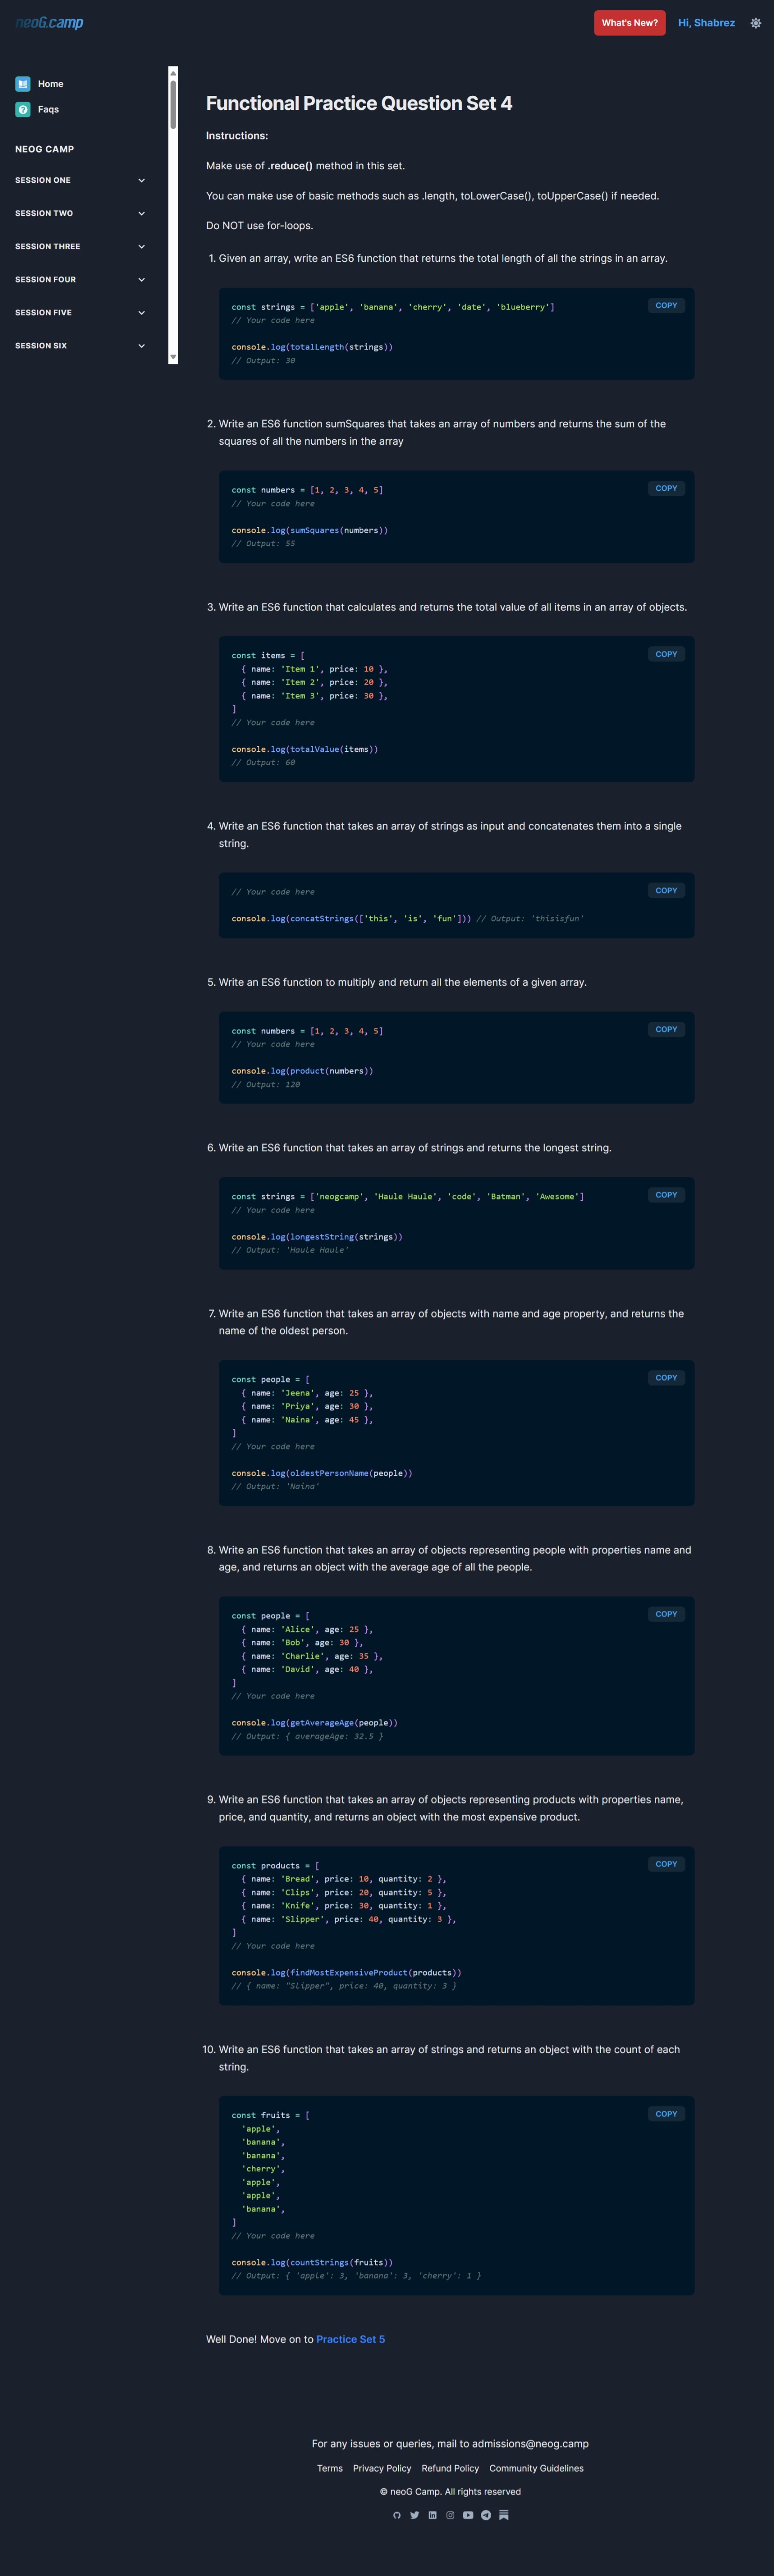 neoG.camp
What's New?
Hi, Shabrez
Home
Faqs
NEOG CAMP
SESSION ONE
SESSION TWO
SESSION THREE
SESSION FOUR
SESSION FIVE
SESSION SIX
Functional Practice Question Set 4
Instructions:
Make use of .reduce() method in this set.
You can make use of basic methods such as .length, toLowerCase(), toUpperCase() if needed.
Do NOT use for-loops.
1. Given an array, write an ES6 function that returns the total length of all the strings in an array.
COPY
const strings = ['apple', 'banana', 'cherry', 'date', 'blueberry']
// Your code here
console.log(totalLength(strings))
// Output: 30
2. Write an ES6 function sumSquares that takes an array of numbers and returns the sum of the
squares of all the numbers in the array
COPY
const numbers = [1, 2, 3, 4, 5]
// Your code here
console.log(sumSquares(numbers))
// Output: 55
3. Write an ES6 function that calculates and returns the total value of all items in an array of objects.
COPY
const items = [
{ name: 'Item 1', price: 10 },
{ name: 'Item 2', price: 20 },
{ name: 'Item 3', price: 30 },
]
// Your code here
console.log(totalValue(items))
// Output: 60
4. Write an ES6 function that takes an array of strings as input and concatenates them into a single
string.
COPY
// Your code here
console.log(concatStrings(['this', 'is', 'fun'])) // Output: 'thisisfun'
5. Write an ES6 function to multiply and return all the elements of a given array.
COPY
const numbers = [1, 2, 3, 4, 5]
// Your code here
console.log(product(numbers))
// Output: 120
6. Write an ES6 function that takes an array of strings and returns the longest string.
COPY
const strings = ['neogcamp', 'Haule Haule', 'code', 'Batman', 'Awesome']
// Your code here
console.log(longestString(strings))
// Output: 'Haule Haule'
7. Write an ES6 function that takes an array of objects with name and age property, and returns the
name of the oldest person.
COPY
const people = [
{ name: 'Jeena', age: 25 },
{ name: 'Priya', age: 30 },
{ name: 'Naina', age: 45 },
]
// Your code here
console.log(oldestPersonName(people))
// Output: 'Naina'
8. Write an ES6 function that takes an array of objects representing people with properties name and
age, and returns an object with the average age of all the people.
COPY
const people = [
{ name: 'Alice', age: 25 },
{ name: 'Bob', age: 30 },
{ name: 'Charlie', age: 35 },
{ name: 'David', age: 40 },
]
// Your code here
console.log(getAverageAge(people))
// Output: { averageAge: 32.5 }
9. Write an ES6 function that takes an array of objects representing products with properties name,
price, and quantity, and returns an object with the most expensive product.
COPY
const products = [
{ name: 'Bread', price: 10, quantity: 2 },
{ name: 'Clips', price: 20, quantity: 5 },
{ name: 'Knife', price: 30, quantity: 1 },
{ name: 'Slipper', price: 40, quantity: 3 },
]
// Your code here
console.log(findMostExpensiveProduct(products))
// { name: "Slipper", price: 40, quantity: 3 }
10. Write an ES6 function that takes an array of strings and returns an object with the count of each
string.
COPY
const fruits = [
'apple',
'banana',
'banana',
'cherry',
'apple',
'apple',
'banana',
]
// Your code here
console.log(countStrings(fruits))
// Output: { 'apple': 3, 'banana': 3, 'cherry': 1 }
Well Done! Move on to Practice Set 5
For any issues or queries, mail to admissions@neog.camp
Terms Privacy Policy Refund Policy Community Guidelines
© neoG Camp. All rights reserved